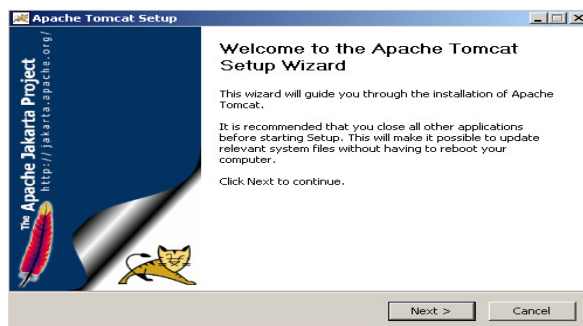 Apache Tomcat Setup
The Apache Jakarta Project
http://jakarta.apache.org/
Welcome to the Apache Tomcat
Setup Wizard
This wizard will guide you through the installation of Apache
Tomcat.
It is recommended that you close all other applications
before starting Setup. This will make it possible to update
relevant system files without having to reboot your
computer.
Click Next to continue.
Next >
Cancel